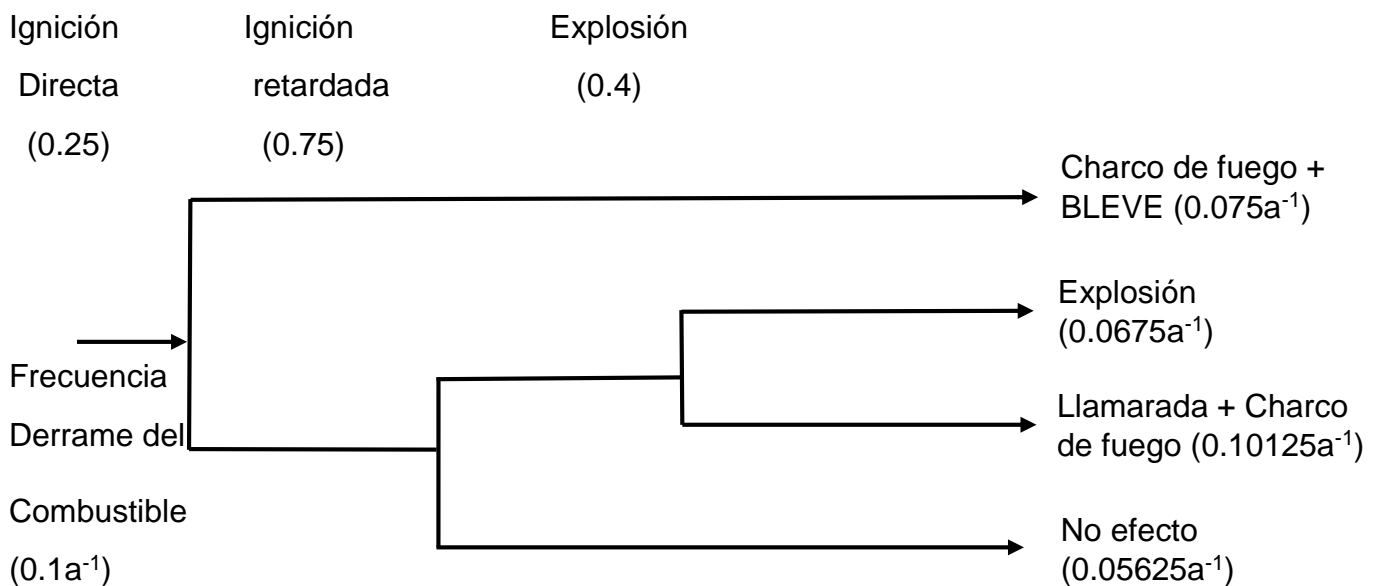 Ignición
Directa
(0.25)
Ignición
retardada
(0.75)
Explosión
(0.4)
Charco de fuego +
BLEVE (0.075a⁻¹)
Explosión
(0.0675a⁻¹)
Llamarada + Charco
de fuego (0.10125a⁻¹)
No efecto
(0.05625a⁻¹)
Frecuencia
Derrame del
Combustible
(0.1a⁻¹)